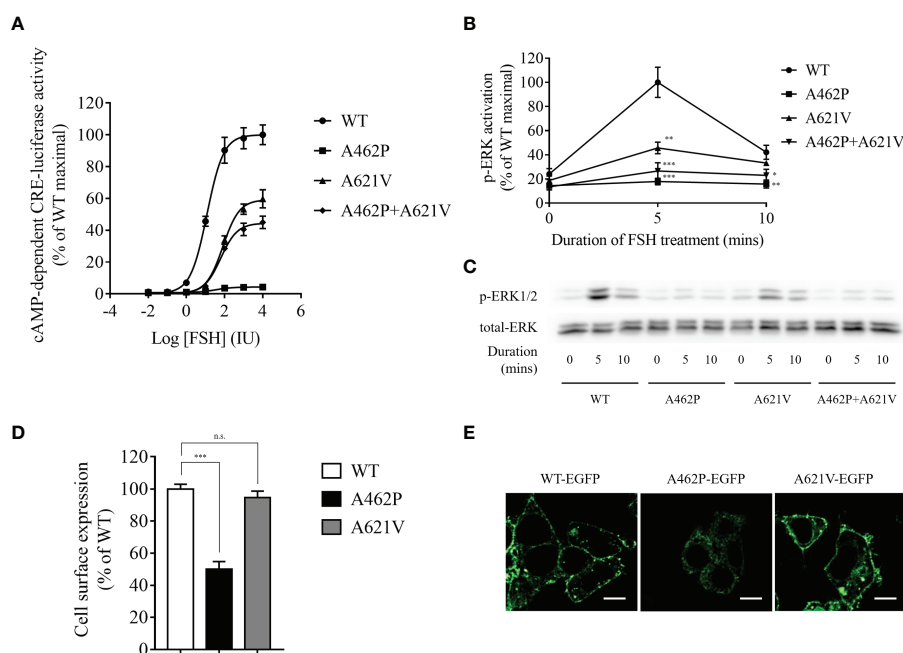 A
cAMP-dependent CRE-luciferase activity
(% of WT maximal)
120
100
80
60
40
20
0
-4 -2 0 2 4 6
Log [FSH] (IU)
WT
A462P
A621V
A462P+A621V
B
p-ERK activation
(% of WT maximal)
120
100
80
60
40
20
0
**
***
***
*
**
0 5 10
Duration of FSH treatment (mins)
WT
A462P
A621V
A462P+A621V
C
p-ERK1/2
total-ERK
Duration
(mins)
0 5 10 0 5 10 0 5 10 0 5 10
WT A462P A621V A462P+A621V
D
Cell surface expression
(% of WT)
120
100
80
60
40
20
0
n.s.
***
WT
A462P
A621V
E
WT-EGFP A462P-EGFP A621V-EGFP